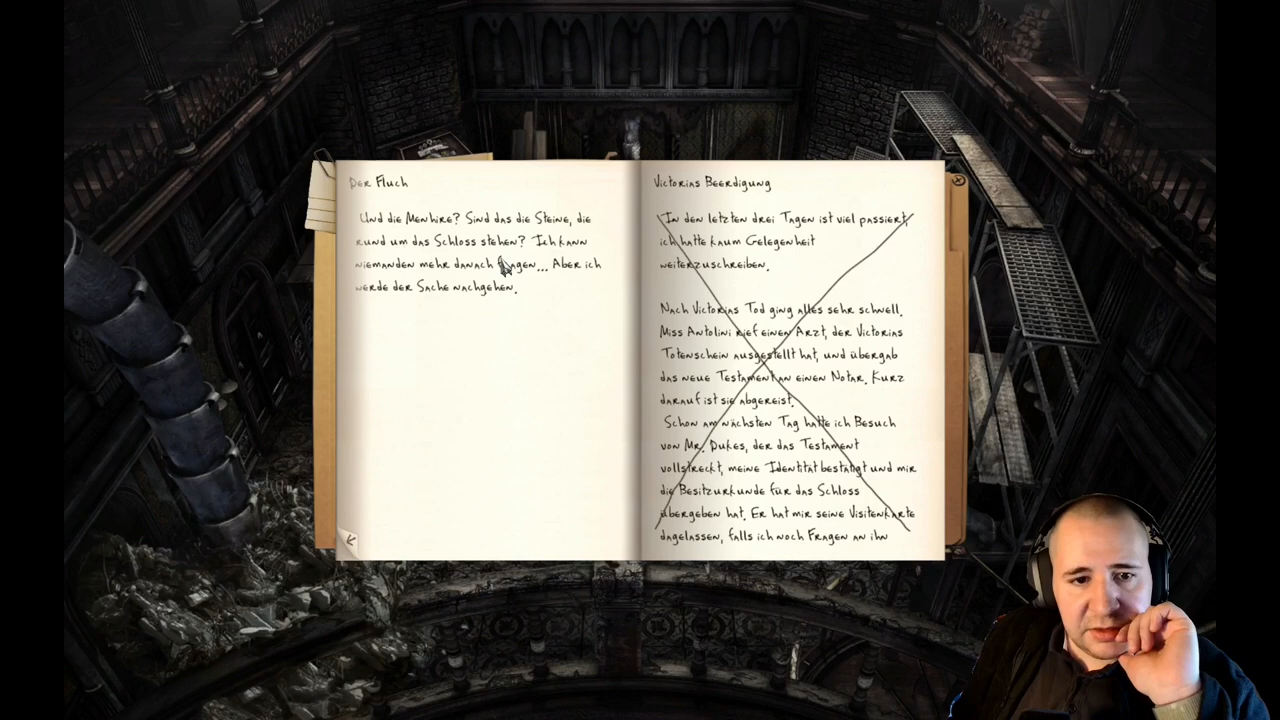 Der Fluch
Und die Menhire? Sind das die Steine, die
rund um das Schloss stehen? Ich kann
niemanden mehr danach fragen... Aber ich
werde der Sache nachgehen.
Victorias Beerdigung
In den letzten drei Tagen ist viel passiert,
ich hatte kaum Gelegenheit
weiterzuschreiben.
Nach Victorias Tod ging alles sehr schnell.
Miss Antolini rief einen Arzt, der Victorias
Totenschein ausgestellt hat, und übergab
das neue Testament an einen Notar. Kurz
darauf ist sie abgereist.
Schon am nächsten Tag hatte ich Besuch
von Mr. Dukes, der das Testament
vollstreckt, meine Identität bestätigt und mir
die Besitzurkunde für das Schloss
übergeben hat. Er hat mir seine Visitenkarte
dagelassen, falls ich noch Fragen an ihn